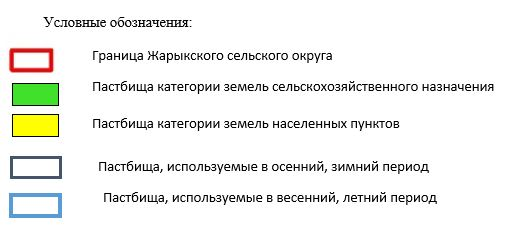 Условные обозначения:
Граница Жарыкского сельского округа
Пастбища категории земель сельскохозяйственного назначения
Пастбища категории земель населенных пунктов
Пастбища, используемые в осенний, зимний период
Пастбища, используемые в весенний, летний период